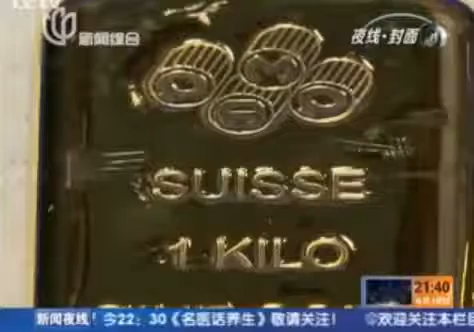 新闻综合
夜线·封面
SUISSE
1 KILO
21:40
新闻夜线 今22：30《名医话养生》敬请关注！ ※欢迎关注本栏